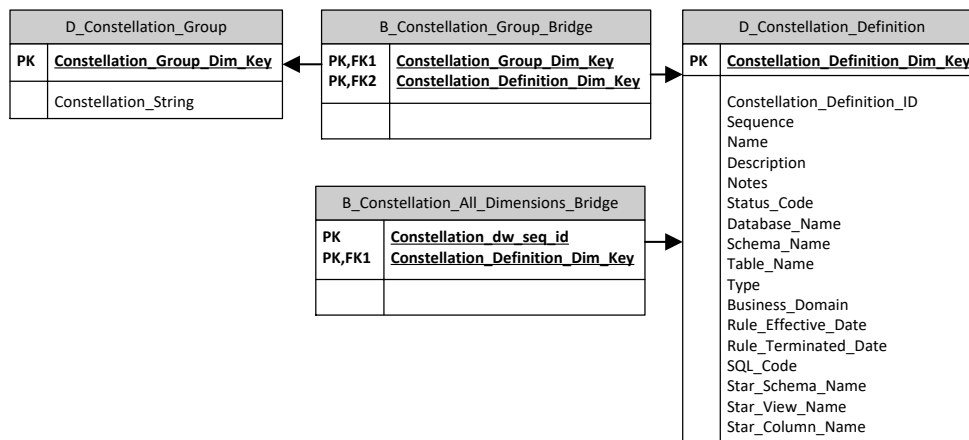 D_Constellation_Group
PK Constellation_Group_Dim_Key
Constellation_String
B_Constellation_Group_Bridge
PK,FK1 Constellation_Group_Dim_Key
PK,FK2 Constellation_Definition_Dim_Key
B_Constellation_All_Dimensions_Bridge
PK Constellation_dw_seq_id
PK,FK1 Constellation_Definition_Dim_Key
D_Constellation_Definition
PK Constellation_Definition_Dim_Key
Constellation_Definition_ID
Sequence
Name
Description
Notes
Status_Code
Database_Name
Schema_Name
Table_Name
Type
Business_Domain
Rule_Effective_Date
Rule_Terminated_Date
SQL_Code
Star_Schema_Name
Star_View_Name
Star_Column_Name